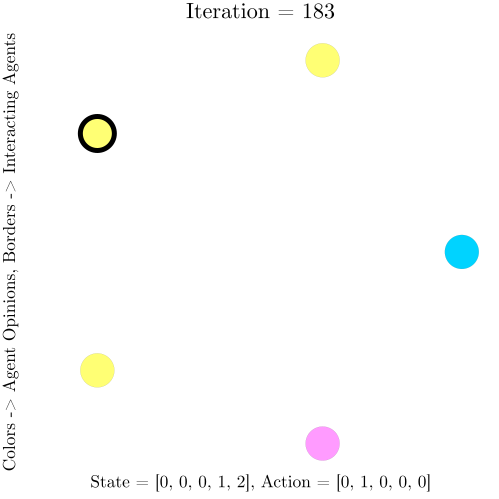 Iteration = 183
Colors -> Agent Opinions, Borders -> Interacting Agents
State = [0, 0, 0, 1, 2], Action = [0, 1, 0, 0, 0]